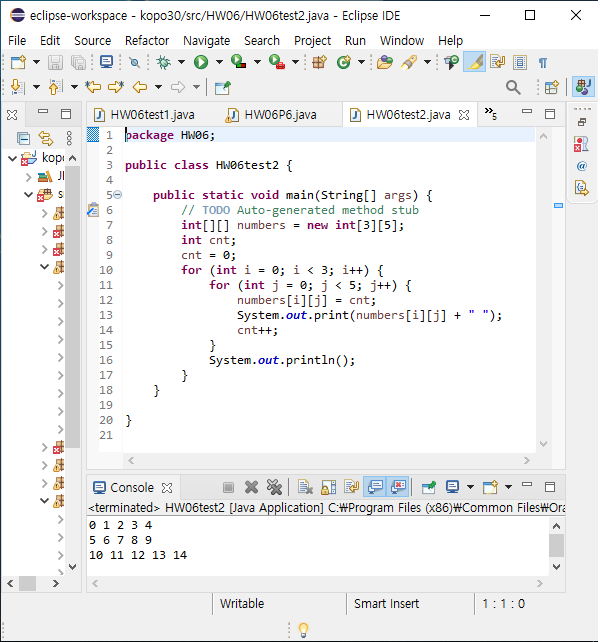 eclipse-workspace - kopo30/src/HW06/HW06test2.java - Eclipse IDE
File Edit Source Refactor Navigate Search Project Run Window Help
HW06test1.java HW06P6.java HW06test2.java »5
kopo
1 package HW06;
2
3 public class HW06test2 {
4
5 public static void main(String[] args) {
6 // TODO Auto-generated method stub
7 int[][] numbers = new int[3][5];
8 int cnt;
9 cnt = 0;
10 for (int i = 0; i < 3; i++) {
11 for (int j = 0; j < 5; j++) {
12 numbers[i][j] = cnt;
13 System.out.print(numbers[i][j] + " ");
14 cnt++;
15 }
16 System.out.println();
17 }
18 }
19
20 }
21
Console
<terminated> HW06test2 [Java Application] C:₩Program Files (x86)₩Common Files₩Ora
0 1 2 3 4
5 6 7 8 9
10 11 12 13 14
Writable Smart Insert 1 : 1 : 0